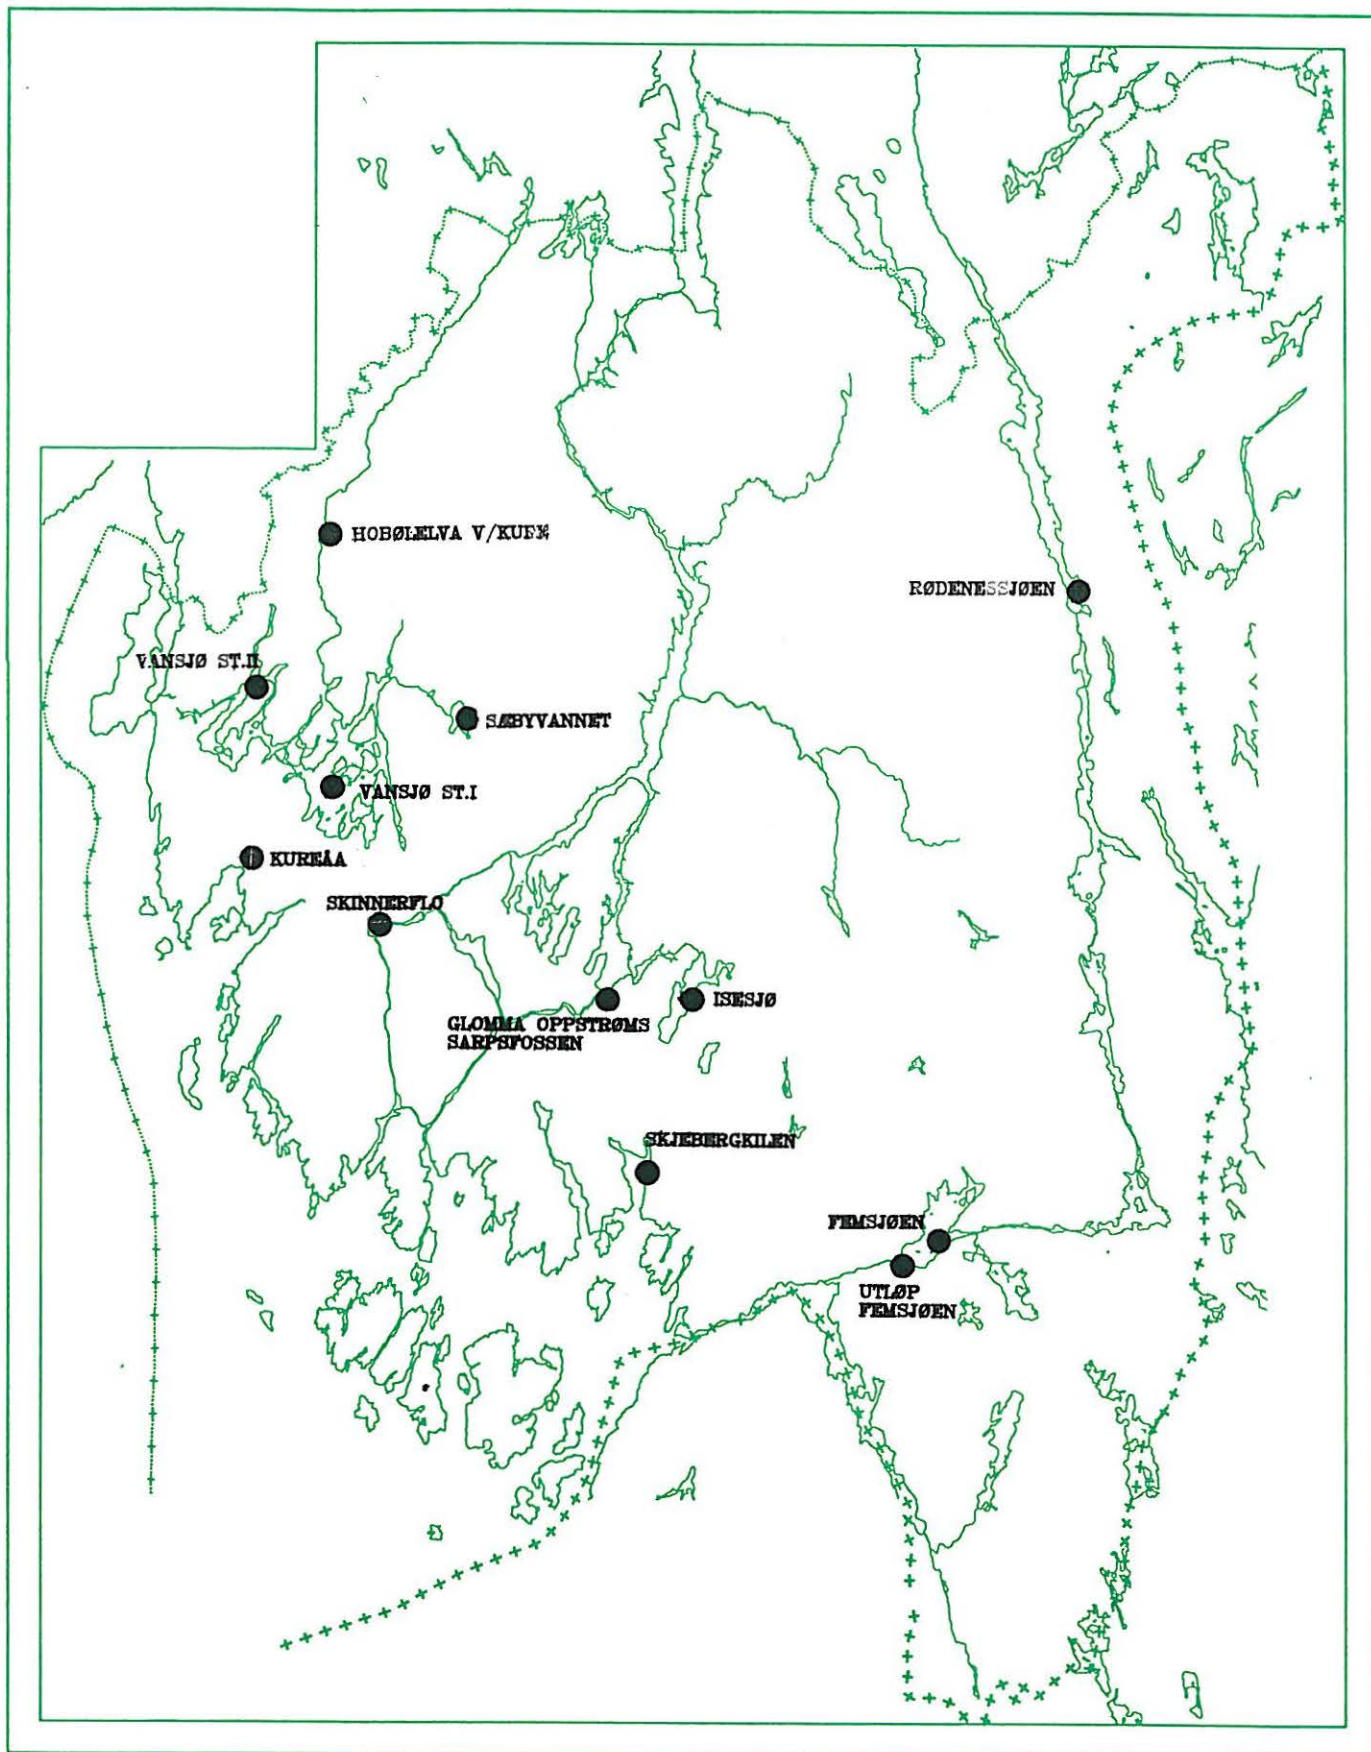 HOBØLELVA V/KURE
RØDENESSJØEN
VANSJØ ST.II
SÆBYVANNET
VANSJØ ST.I
KUREÅA
SKINNERFLO
ISESJØ
GLOMMA OPPSTRØMS
SARPSFOSSEN
SKJEBERGKILEN
FEMSJØEN
UTLØP
FEMSJØEN